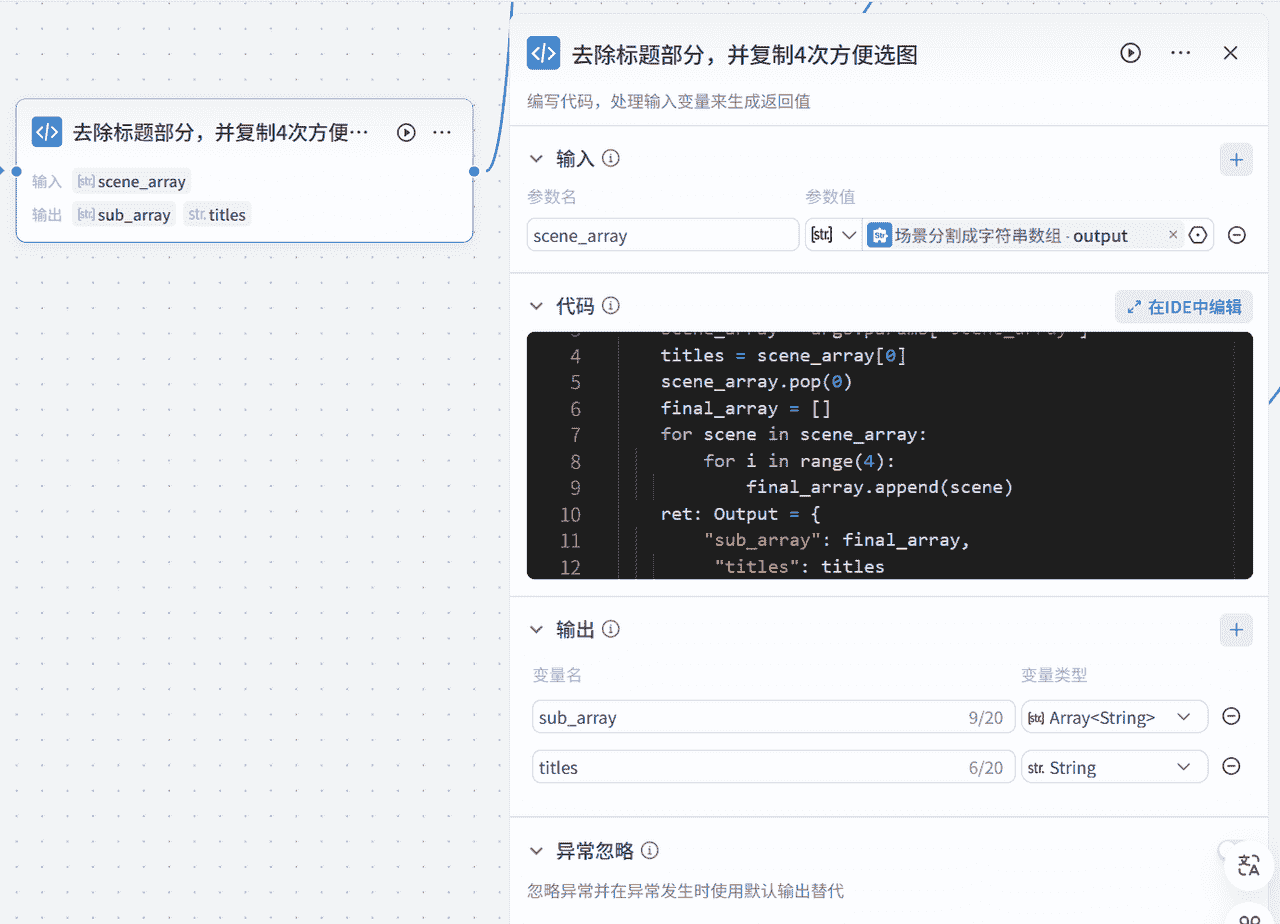 去除标题部分，并复制4次方便…
输入 [str] scene_array
输出 [str] sub_array str. titles
去除标题部分，并复制4次方便选图
编写代码，处理输入变量来生成返回值
输入
参数名 参数值
scene_array [str] Str 场景分割成字符串数组 - output
代码 在IDE中编辑
4 titles = scene_array[0]
5 scene_array.pop(0)
6 final_array = []
7 for scene in scene_array:
8 for i in range(4):
9 final_array.append(scene)
10 ret: Output = {
11 "sub_array": final_array,
12 "titles": titles
输出
变量名 变量类型
sub_array 9/20 [str] Array<String>
titles 6/20 str. String
异常忽略
忽略异常并在异常发生时使用默认输出替代